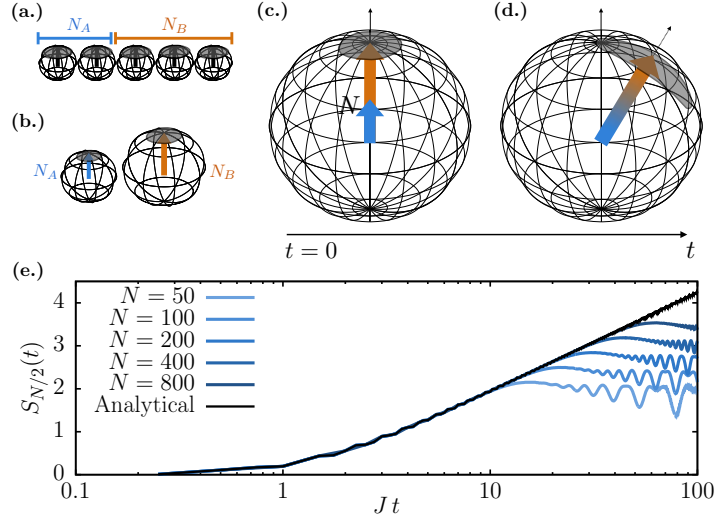 (a.)
N_A N_B
(b.)
N_A N_B
(c.)
N
(d.)
t = 0 t
(e.)
S_{N/2}(t)
4
3
2
1
0
N = 50
N = 100
N = 200
N = 400
N = 800
Analytical
0.1 1 10 100
J t